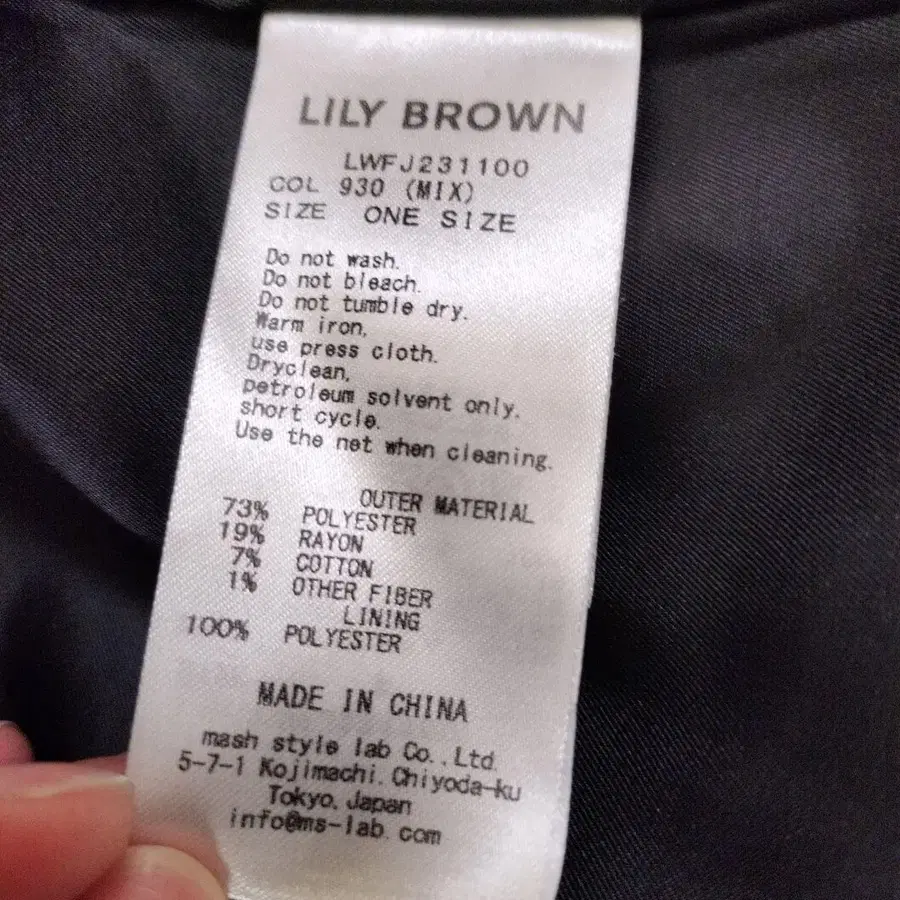 LILY BROWN
LWFJ231100
COL 930 (MIX)
SIZE ONE SIZE
Do not wash.
Do not bleach.
Do not tumble dry.
Warm iron,
use press cloth.
Dryclean,
petroleum solvent only.
short cycle.
Use the net when cleaning.
OUTER MATERIAL
73% POLYESTER
19% RAYON
7% COTTON
1% OTHER FIBER
LINING
100% POLYESTER
MADE IN CHINA
mash style lab Co.,Ltd.
5-7-1 Kojimachi.Chiyoda-ku
Tokyo.Japan
info@ms-lab.com